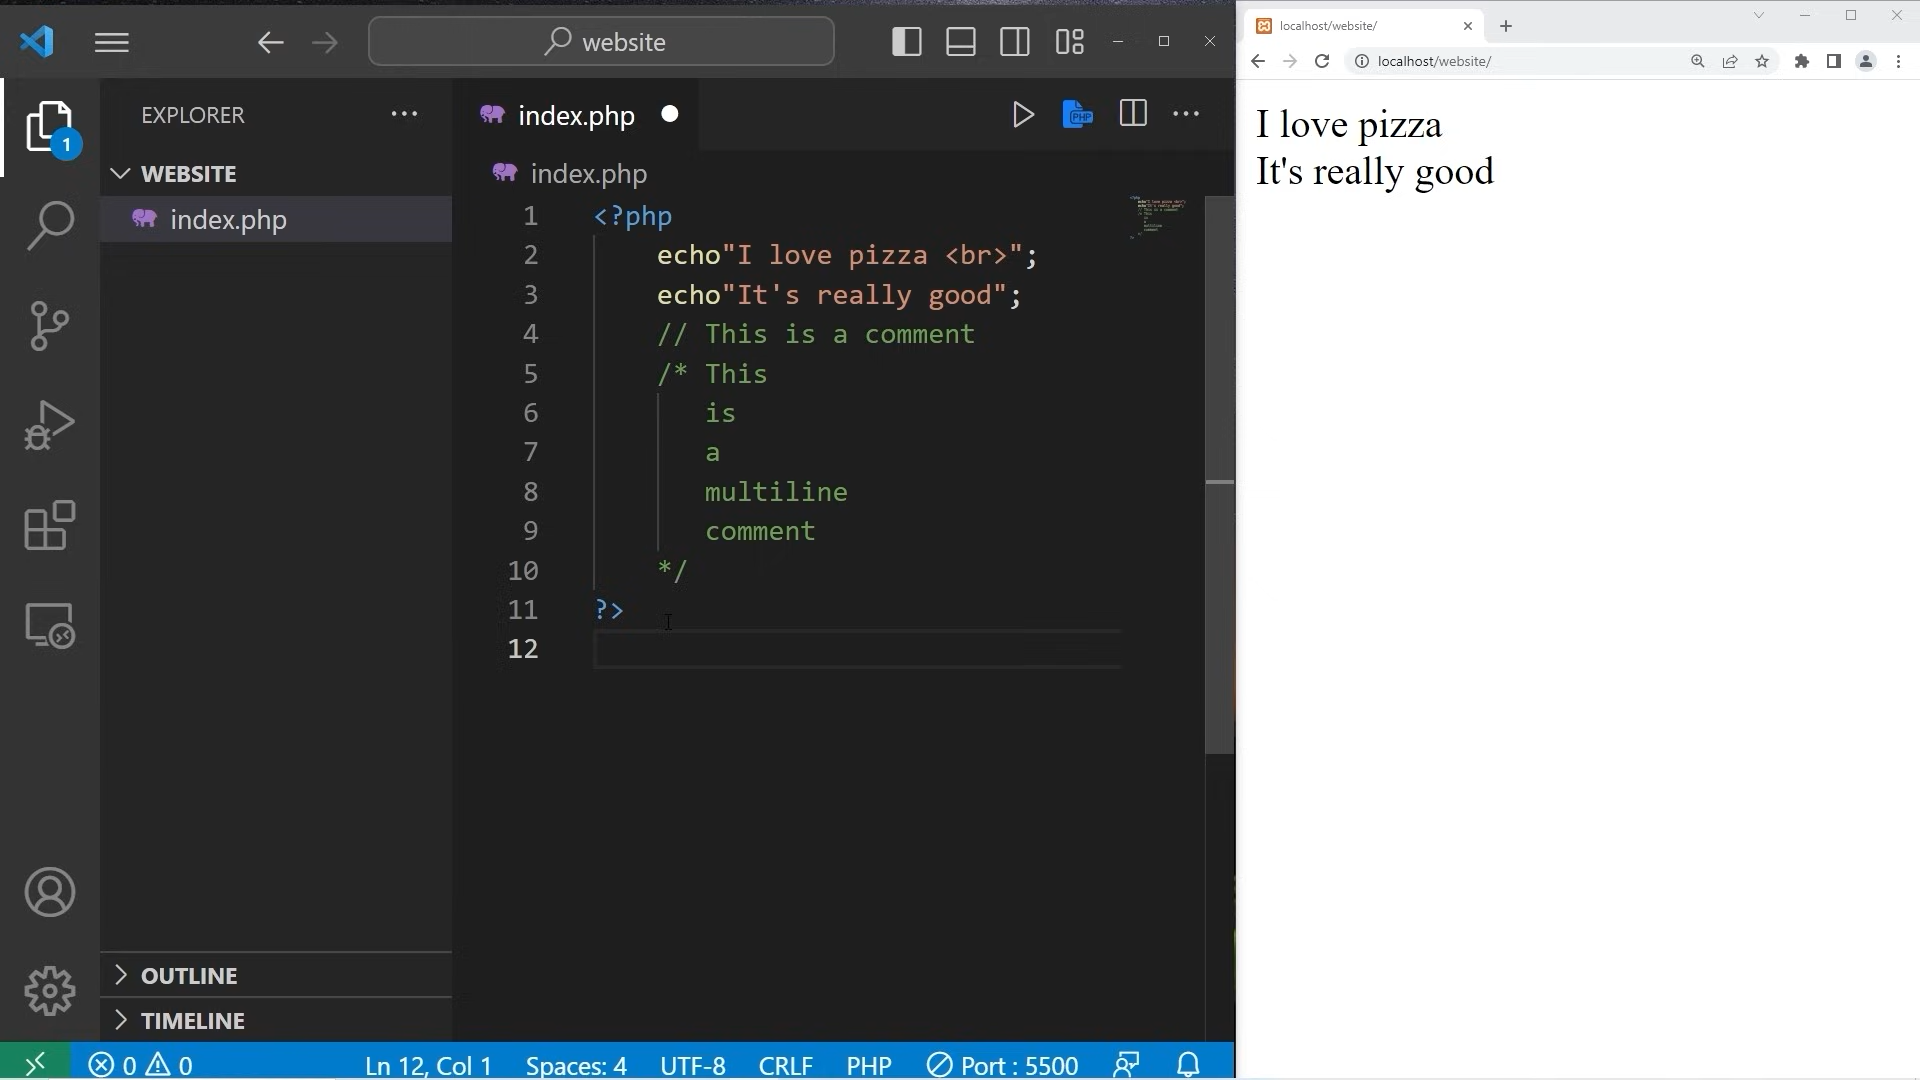 website
EXPLORER
1
WEBSITE
index.php
index.php
PHP
index.php
1 <?php
2 echo"I love pizza <br>";
3 echo"It's really good";
4 // This is a comment
5 /* This
6 is
7 a
8 multiline
9 comment
10 */
11 ?>
12
OUTLINE
TIMELINE
0 0 Ln 12, Col 1 Spaces: 4 UTF-8 CRLF PHP Port : 5500
localhost/website/
localhost/website/
I love pizza
It's really good